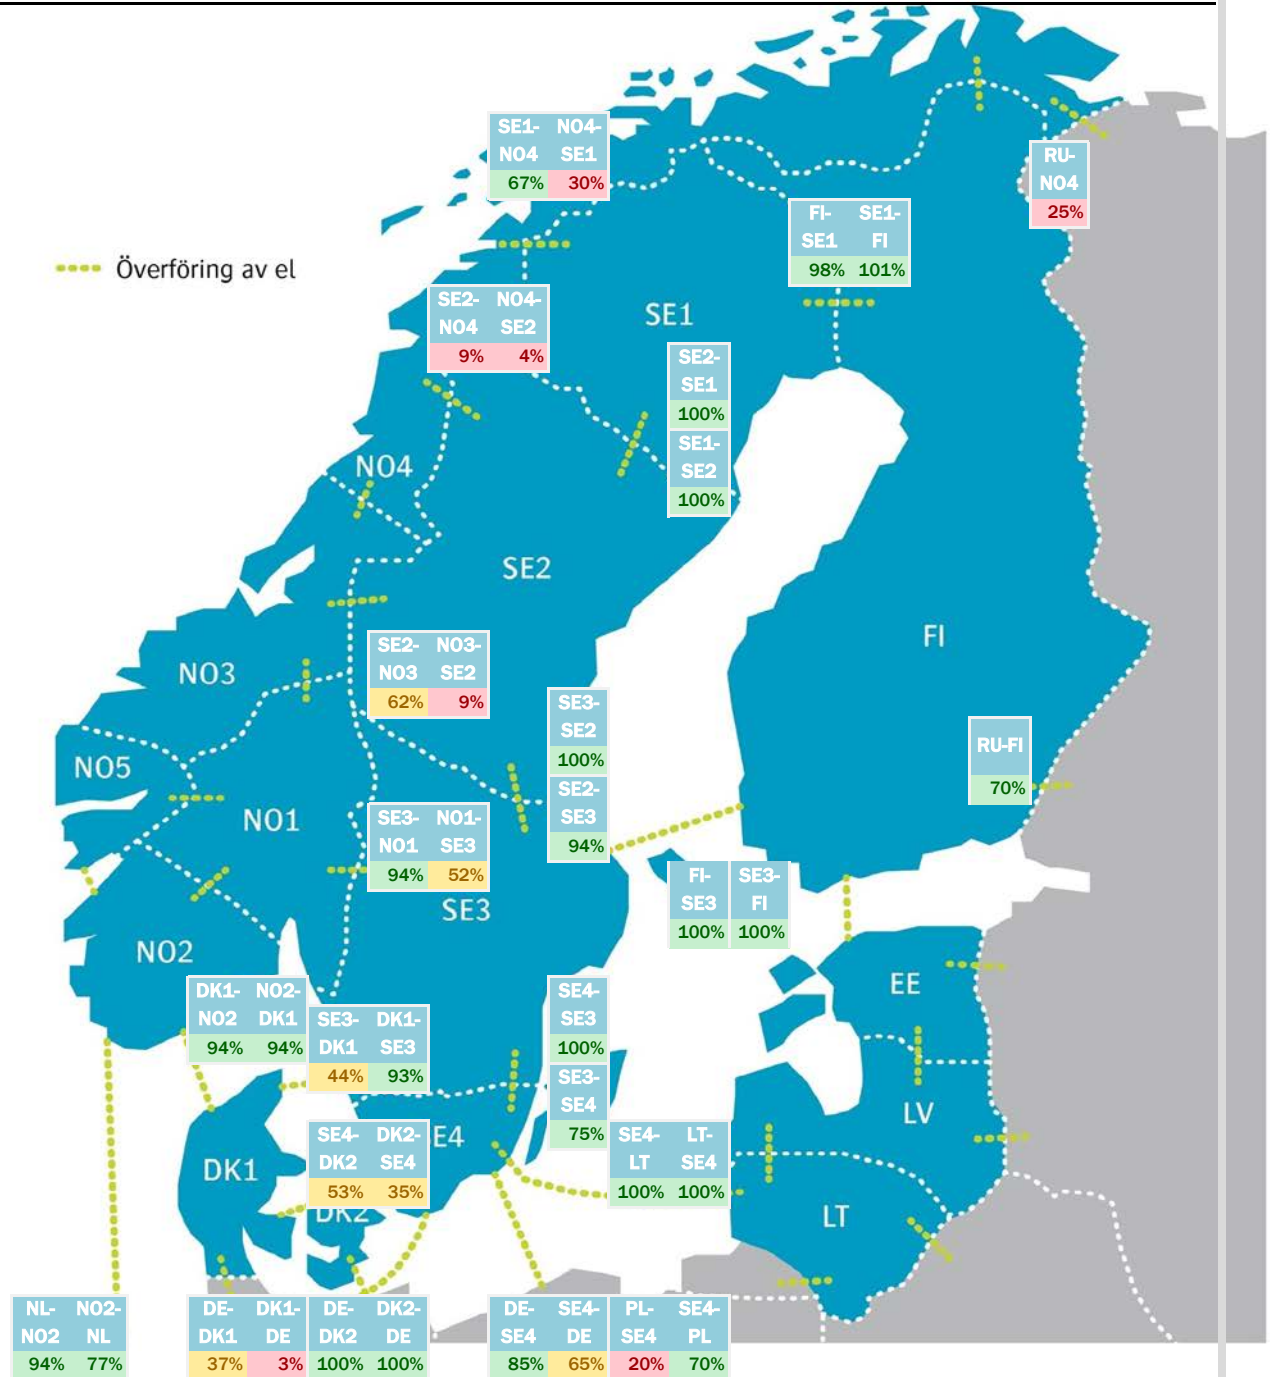 SE1- NO4-
NO4 SE1
67% 30%
RU-
NO4
25%
FI- SE1-
SE1 FI
98% 101%
Överföring av el
SE2- NO4-
NO4 SE2
9% 4%
SE1
SE2-
SE1
100%
SE1-
SE2
100%
NO4
SE2
FI
SE2- NO3-
NO3 SE2
62% 9%
NO3
SE3-
SE2
100%
SE2-
SE3
94%
RU-FI
70%
NO5
NO1
SE3- NO1-
NO1 SE3
94% 52%
SE3
FI- SE3-
SE3 FI
100% 100%
NO2
EE
DK1- NO2-
NO2 DK1
94% 94%
SE3- DK1-
DK1 SE3
44% 93%
SE4-
SE3
100%
SE3-
SE4
75%
LV
SE4- DK2-
DK2 SE4
53% 35%
E4
SE4- LT-
LT SE4
100% 100%
DK1
DK2
LT
NL- NO2-
NO2 NL
94% 77%
DE- DK1-
DK1 DE
37% 3%
DE- DK2-
DK2 DE
100% 100%
DE- SE4-
SE4 DE
85% 65%
PL- SE4-
SE4 PL
20% 70%